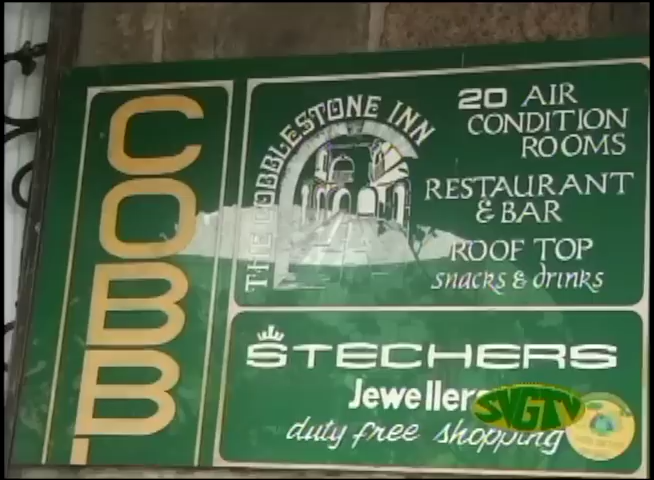 COBB
THE COBBLESTONE INN
20 AIR
CONDITION
ROOMS
RESTAURANT
& BAR
ROOF TOP
snacks & drinks
STECHERS
Jewellers
duty free shopping
SVGTV